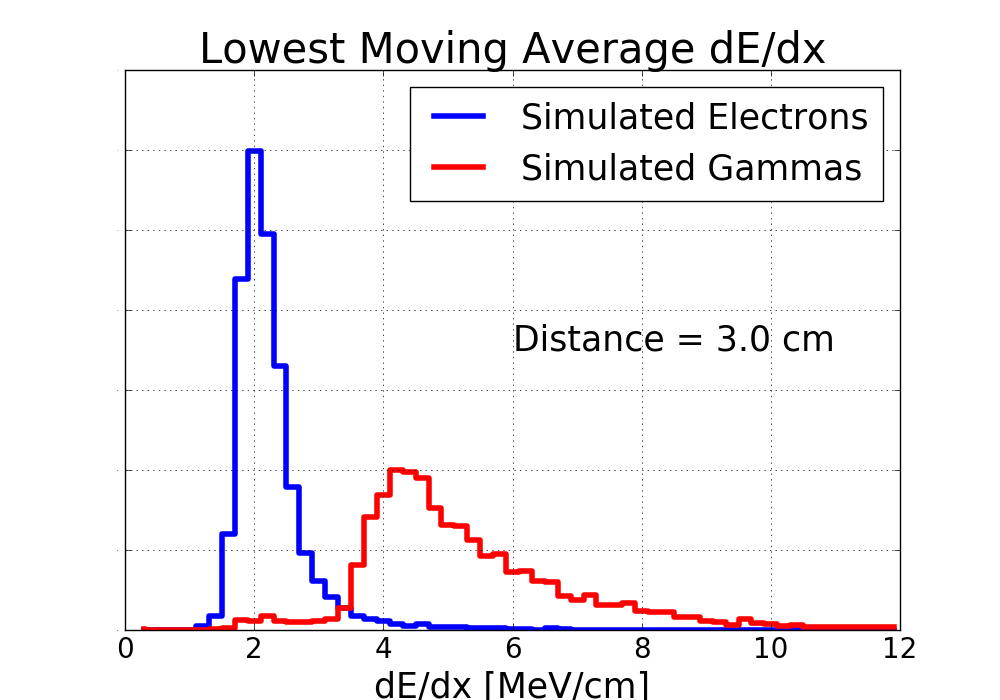 Lowest Moving Average dE/dx
Simulated Electrons
Simulated Gammas
Distance = 3.0 cm
0 2 4 6 8 10 12
dE/dx [MeV/cm]